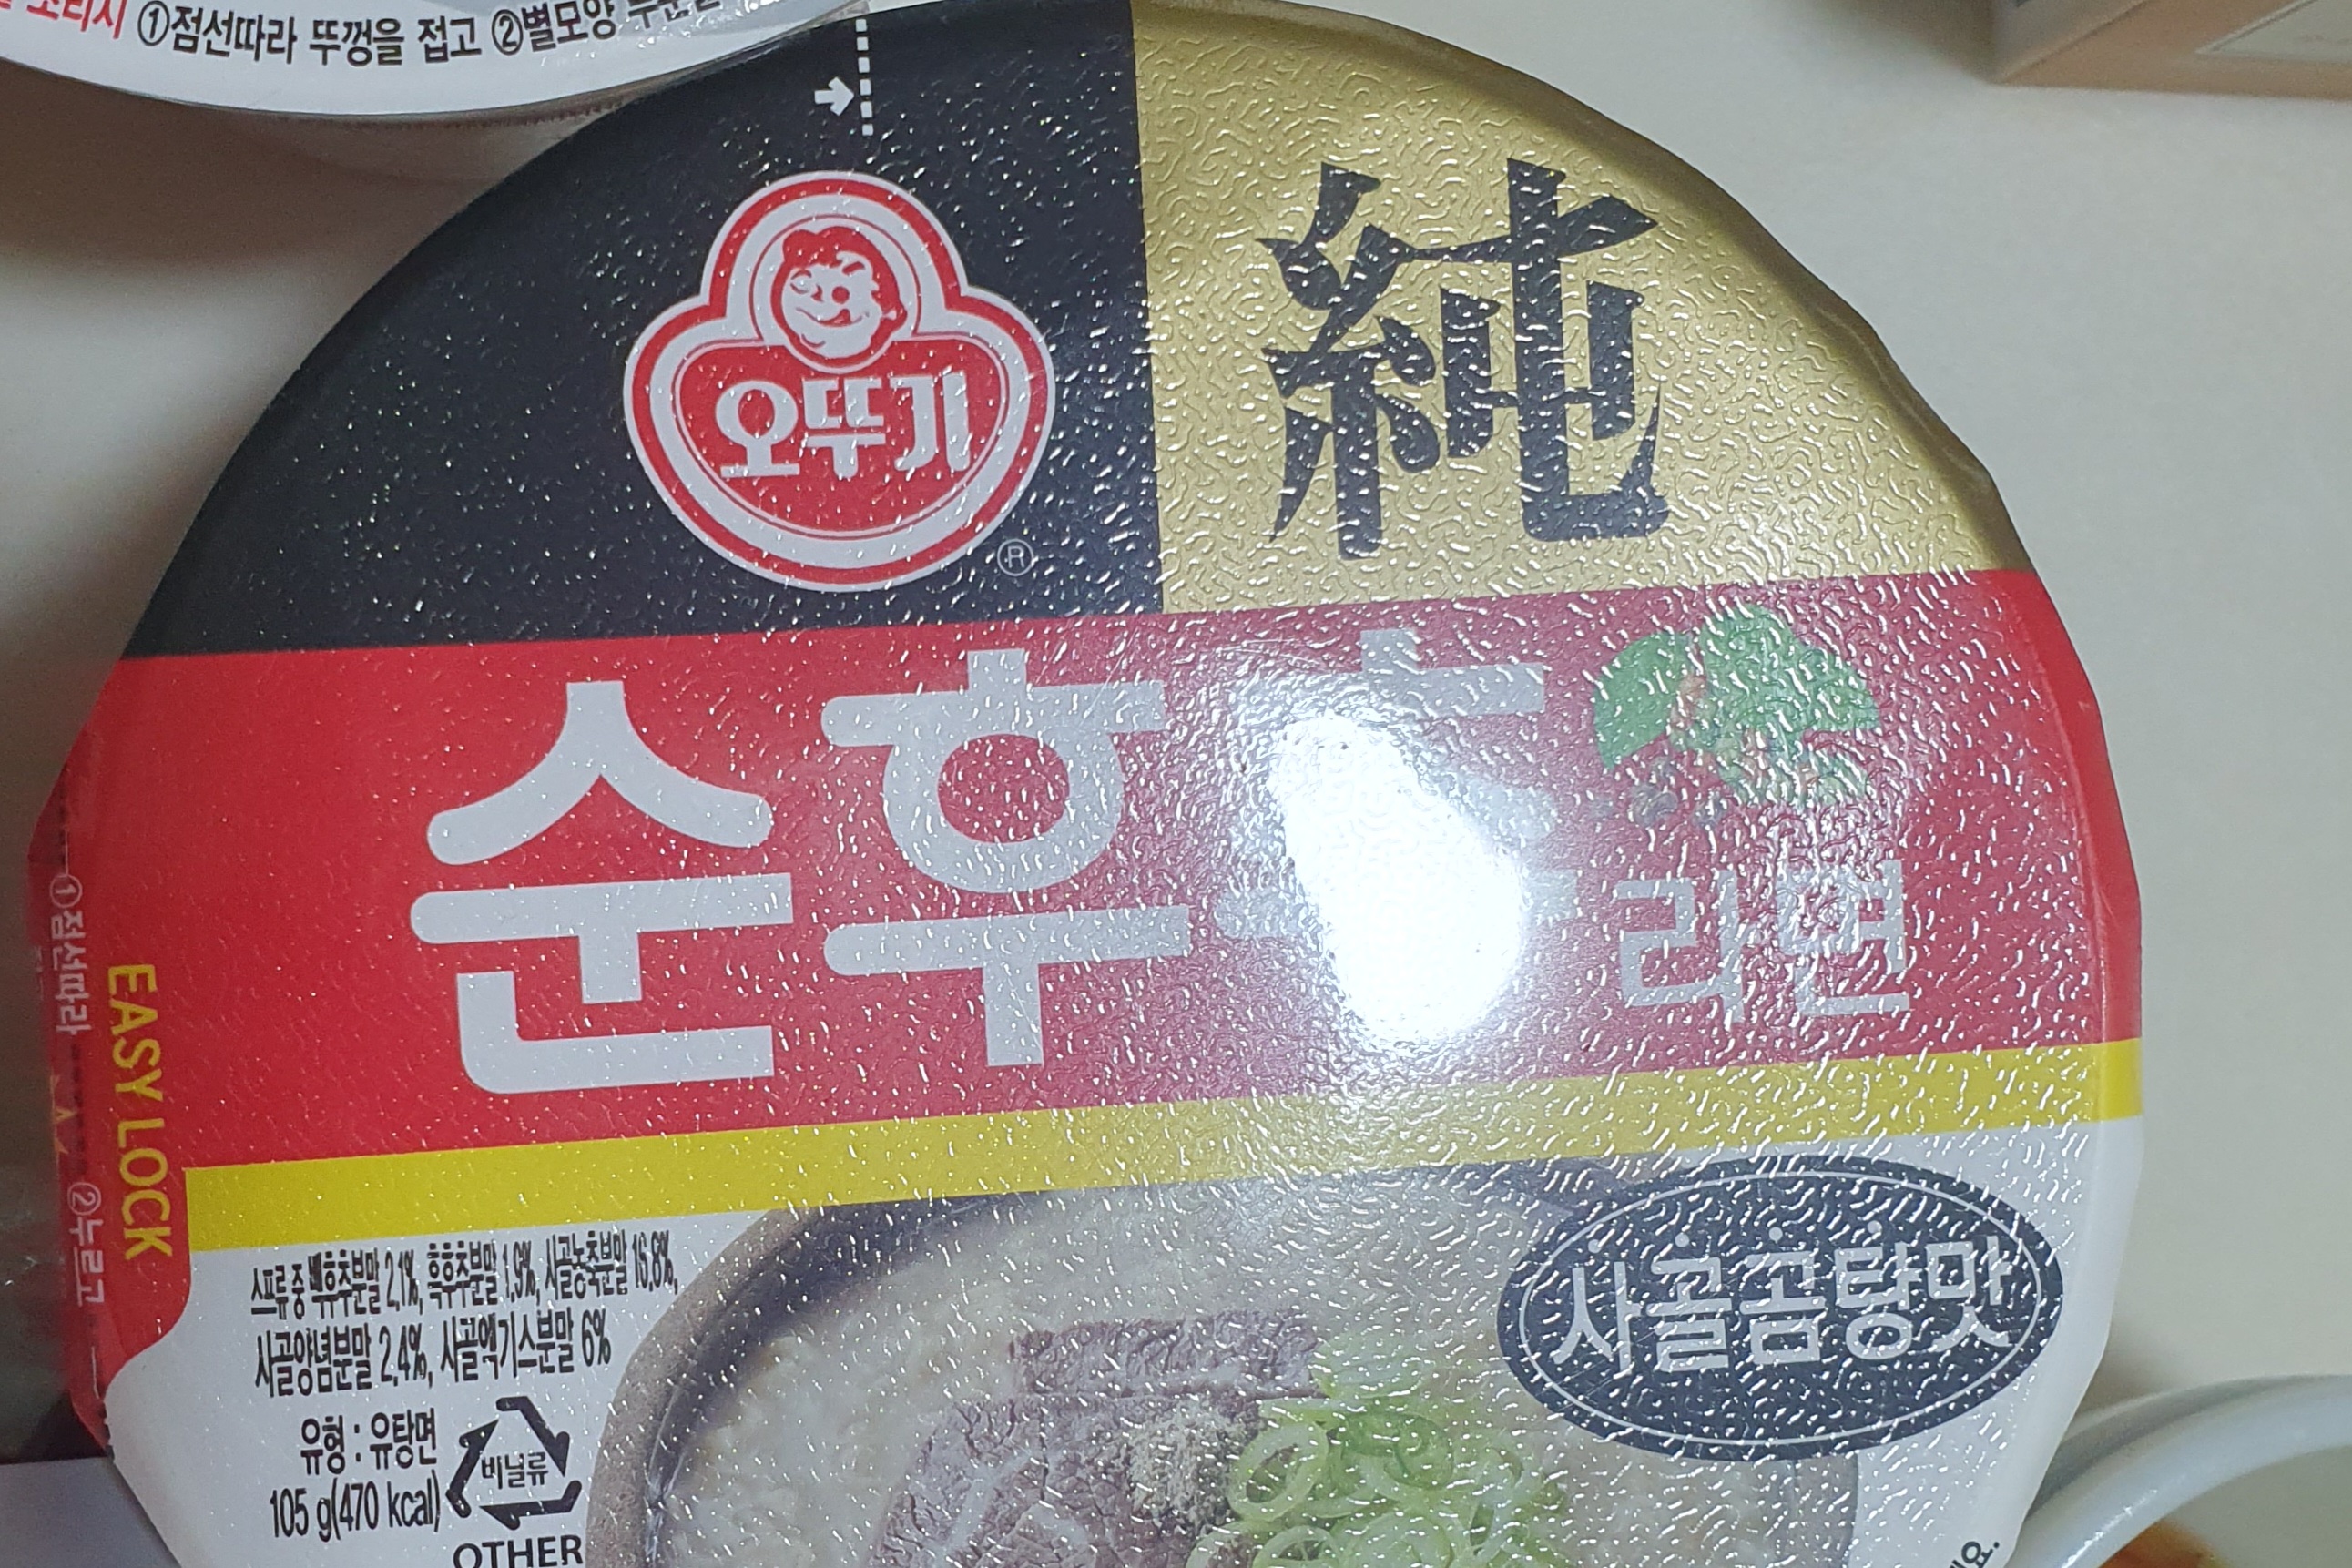 ①점선따라 뚜껑을 접고 ②별모양
오뚜기
®
純
순후추
라면
사골곰탕맛
EASY LOCK
①점선따라
②누르고
스프류 중 백후추분말 2.1%, 흑후추분말 1.9%, 사골농축분말 16.8%,
사골양념분말 2.4%, 사골엑기스분말 6%
유형 : 유탕면
105 g(470 kcal)
비닐류
OTHER